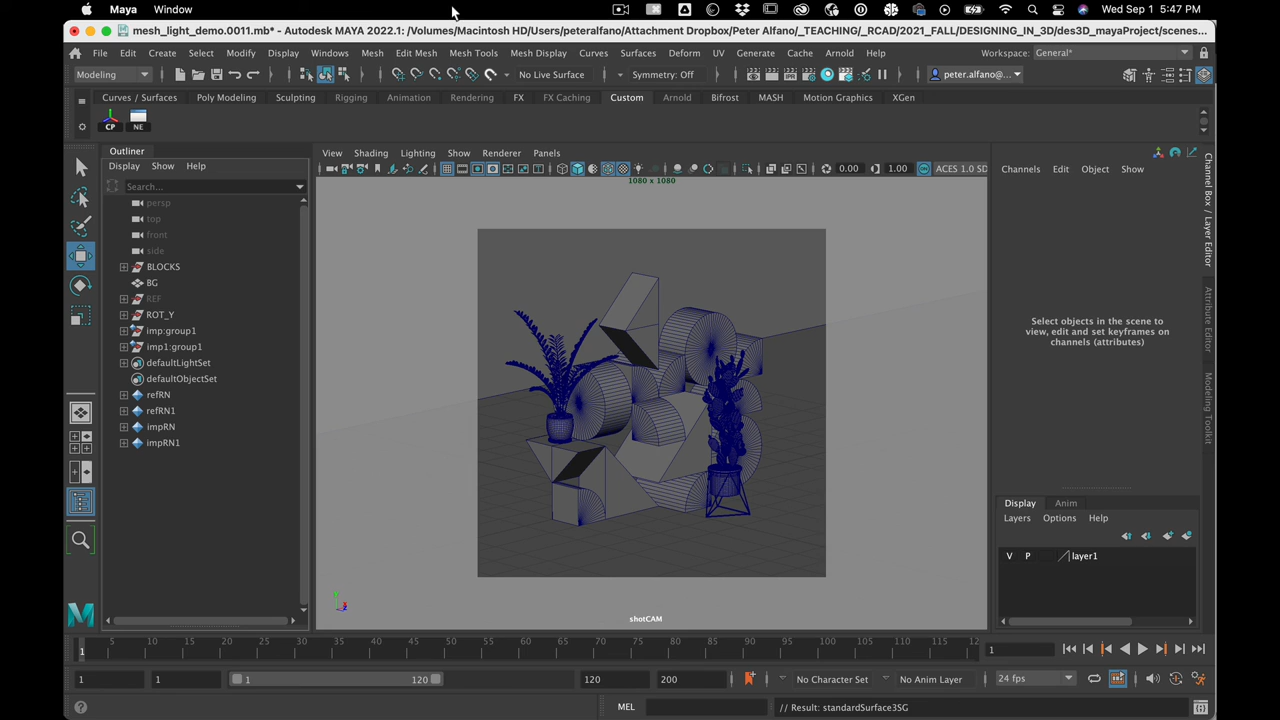 Maya Window Wed Sep 1 5:47 PM
mesh_light_demo.0011.mb* - Autodesk MAYA 2022.1: /Volumes/Macintosh HD/Users/peteralfano/Attachment Dropbox/Peter Alfano/_TEACHING/_RCAD/2021_FALL/DESIGNING_IN_3D/des3D_mayaProject/scenes...
File Edit Create Select Modify Display Windows Mesh Edit Mesh Mesh Tools Mesh Display Curves Surfaces Deform UV Generate Cache Arnold Help Workspace: General*
Modeling No Live Surface Symmetry: Off peter.alfano@...
Curves / Surfaces Poly Modeling Sculpting Rigging Animation Rendering FX FX Caching Custom Arnold Bifrost MASH Motion Graphics XGen
CP NE
Outliner
Display Show Help
Search...
persp
top
front
side
BLOCKS
BG
REF
ROT_Y
imp:group1
imp1:group1
defaultLightSet
defaultObjectSet
refRN
refRN1
impRN
impRN1
View Shading Lighting Show Renderer Panels
0.00 1.00 ACES 1.0 SD
1080 x 1080
shotCAM
Channels Edit Object Show
Select objects in the scene to
view, edit and set keyframes on
channels (attributes)
Channel Box / Layer Editor
Attribute Editor
Modeling Toolkit
Display Anim
Layers Options Help
V P layer1
5 10 15 20 25 30 35 40 45 50 55 60 65 70 75 80 85 90 95 100 105 110 115 12
1 1
1 1 1 120 120 200 No Character Set No Anim Layer 24 fps
MEL // Result: standardSurface3SG